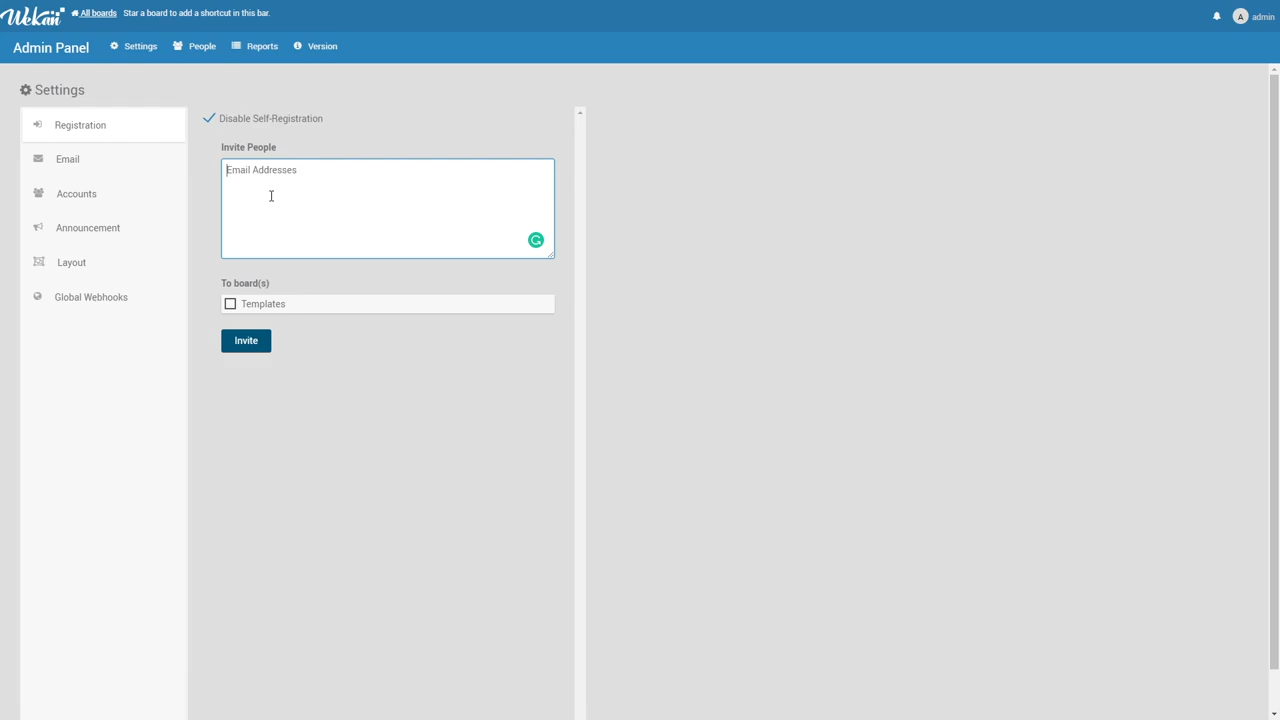 Wekan All boards Star a board to add a shortcut in this bar. A admin
Admin Panel Settings People Reports Version
Settings
Registration
Email
Accounts
Announcement
Layout
Global Webhooks
Disable Self-Registration
Invite People
Email Addresses
To board(s)
Templates
Invite